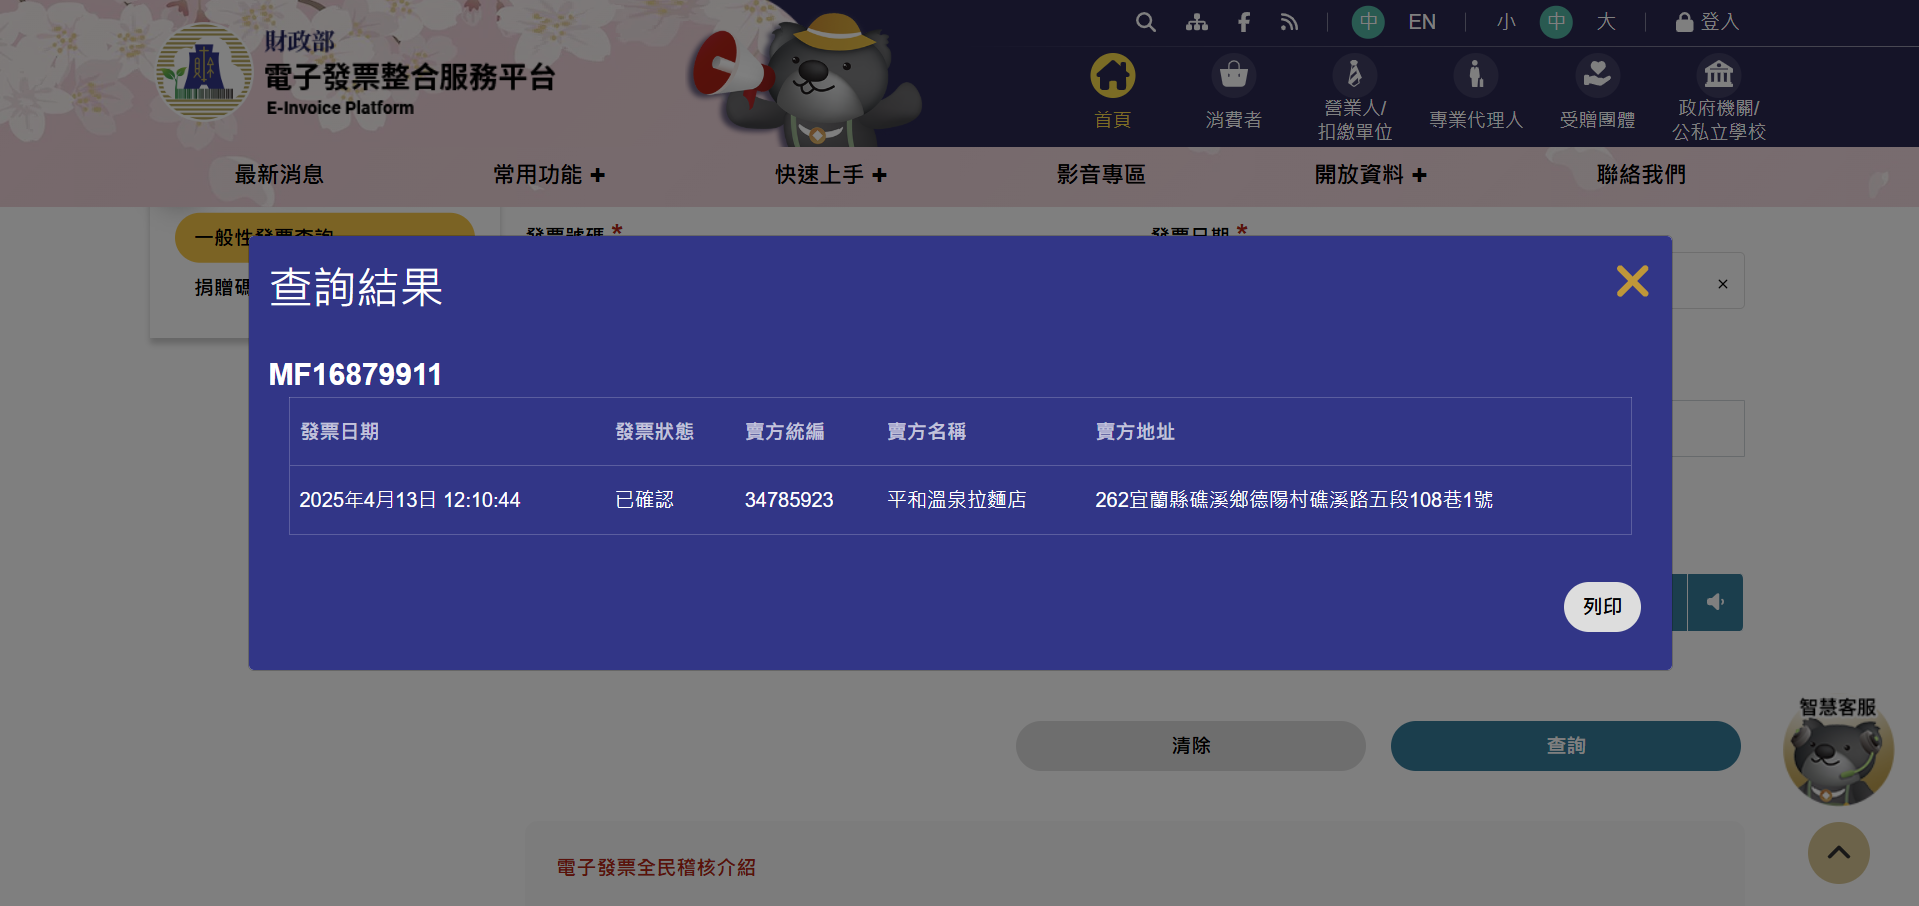 中 EN 小 中 大 登入
財政部
電子發票整合服務平台
E-Invoice Platform
首頁 消費者 營業人/
扣繳單位 專業代理人 受贈團體 政府機關/
公私立學校
最新消息 常用功能 + 快速上手 + 影音專區 開放資料 + 聯絡我們
一般性發票查詢 發票號碼 * 發票日期 *
捐贈碼
查詢結果
MF16879911
發票日期 發票狀態 賣方統編 賣方名稱 賣方地址
2025年4月13日 12:10:44 已確認 34785923 平和溫泉拉麵店 262宜蘭縣礁溪鄉德陽村礁溪路五段108巷1號
列印
智慧客服
清除 查詢
電子發票全民稽核介紹